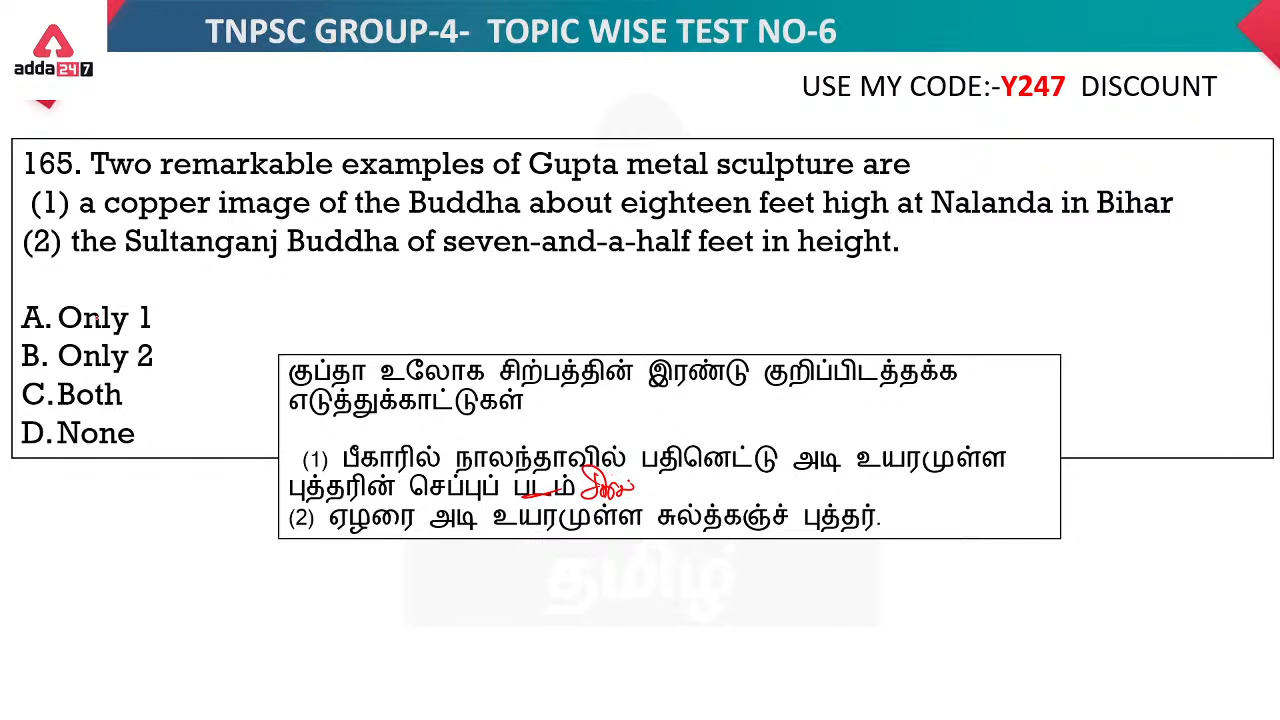 TNPSC GROUP-4- TOPIC WISE TEST NO-6
adda 247
USE MY CODE:-Y247 DISCOUNT
165. Two remarkable examples of Gupta metal sculpture are
(1) a copper image of the Buddha about eighteen feet high at Nalanda in Bihar
(2) the Sultanganj Buddha of seven-and-a-half feet in height.
A. Only 1
B. Only 2
C. Both
D. None
குப்தா உலோக சிற்பத்தின் இரண்டு குறிப்பிடத்தக்க
எடுத்துக்காட்டுகள்
(1) பீகாரில் நாலந்தாவில் பதினெட்டு அடி உயரமுள்ள
புத்தரின் செப்புப் படம்
(2) ஏழரை அடி உயரமுள்ள சுல்த்கஞ்ச் புத்தர்.
தமிழ்